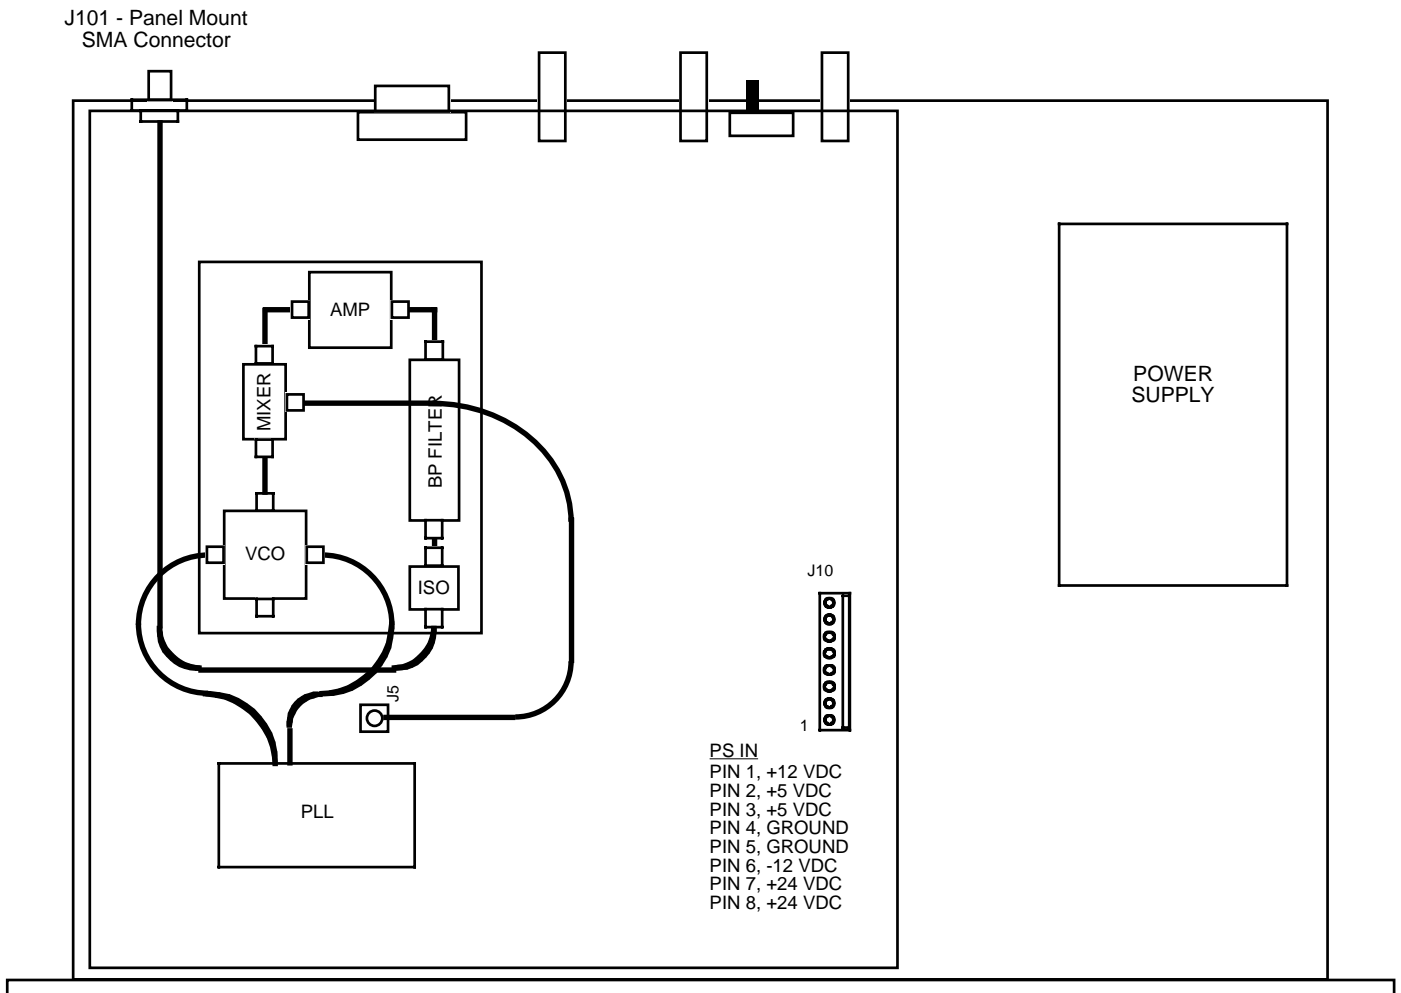 J101 - Panel Mount
SMA Connector
AMP
MIXER
BP FILTER
POWER
SUPPLY
VCO
ISO
J10
J5
1
PS IN
PIN 1, +12 VDC
PIN 2, +5 VDC
PIN 3, +5 VDC
PIN 4, GROUND
PIN 5, GROUND
PIN 6, -12 VDC
PIN 7, +24 VDC
PIN 8, +24 VDC
PLL